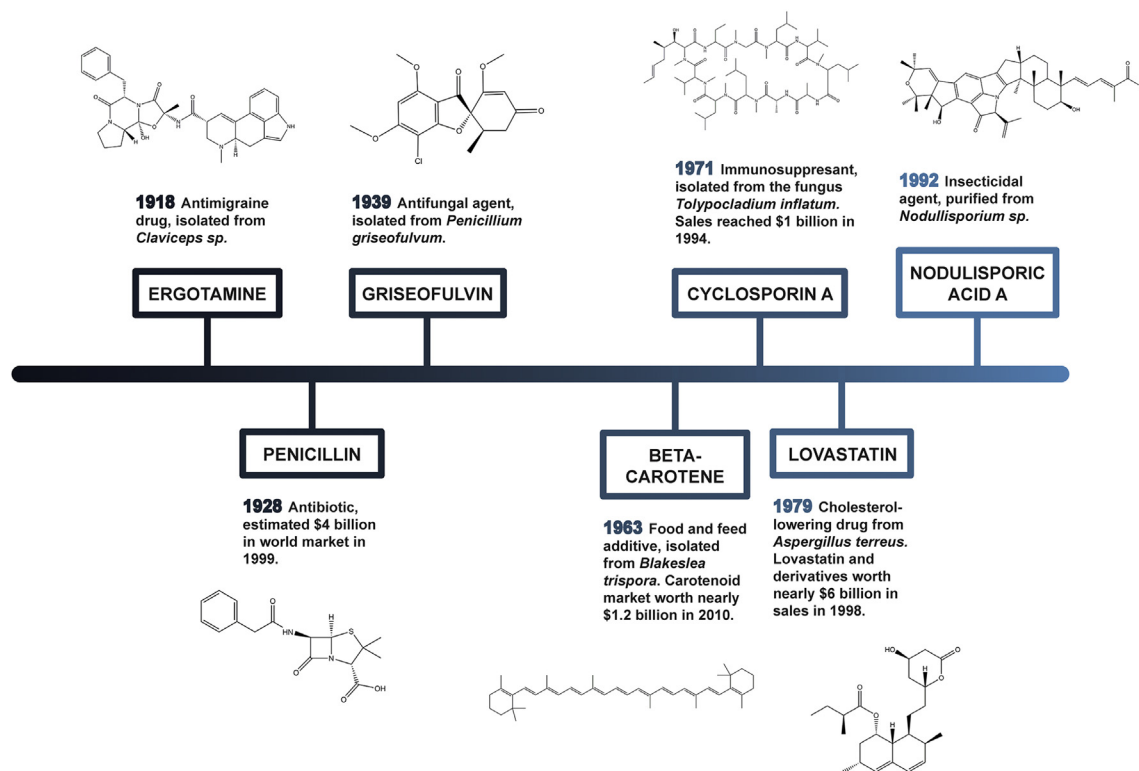 1918 Antimigraine
drug, isolated from
Claviceps sp.
ERGOTAMINE
1939 Antifungal agent,
isolated from Penicillium
griseofulvum.
GRISEOFULVIN
1971 Immunosuppresant,
isolated from the fungus
Tolypocladium inflatum.
Sales reached $1 billion in
1994.
CYCLOSPORIN A
1992 Insecticidal
agent, purified from
Nodullisporium sp.
NODULISPORIC
ACID A
PENICILLIN
1928 Antibiotic,
estimated $4 billion
in world market in
1999.
BETA-
CAROTENE
1963 Food and feed
additive, isolated
from Blakeslea
trispora. Carotenoid
market worth nearly
$1.2 billion in 2010.
LOVASTATIN
1979 Cholesterol-
lowering drug from
Aspergillus terreus.
Lovastatin and
derivatives worth
nearly $6 billion in
sales in 1998.